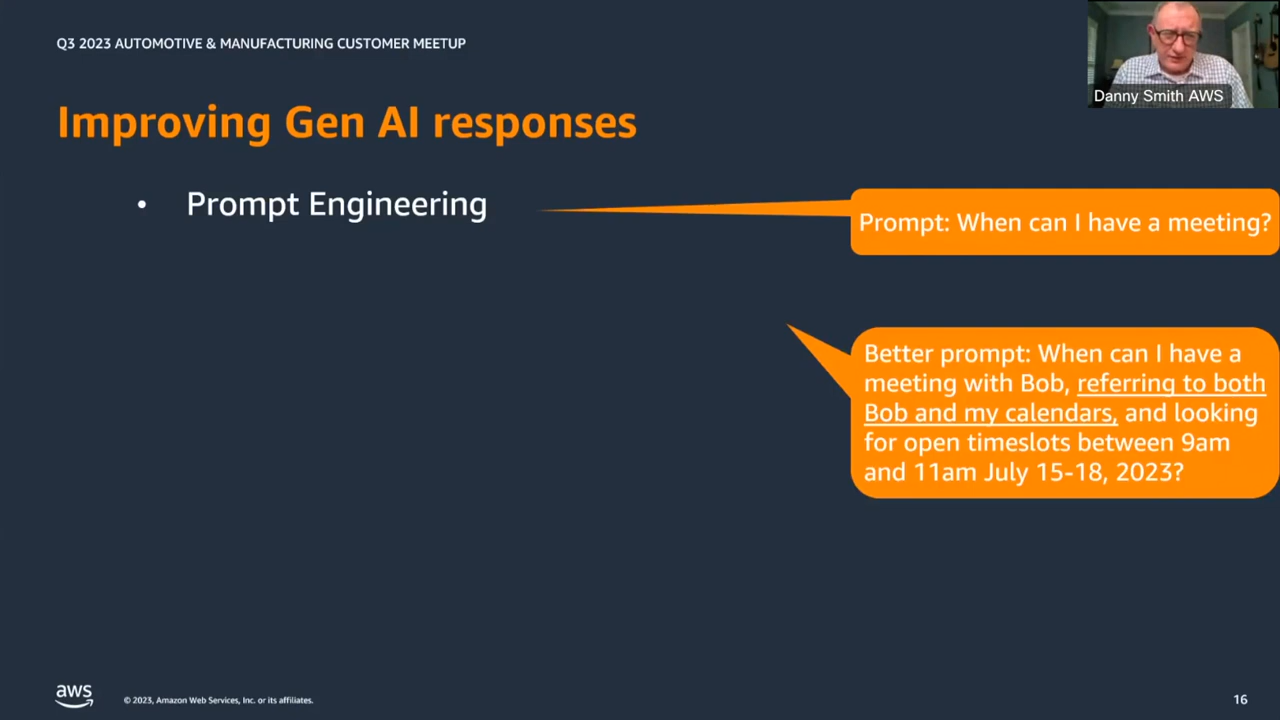 Q3 2023 AUTOMOTIVE & MANUFACTURING CUSTOMER MEETUP
Danny Smith AWS
Improving Gen AI responses
• Prompt Engineering
Prompt: When can I have a meeting?
Better prompt: When can I have a
meeting with Bob, referring to both
Bob and my calendars, and looking
for open timeslots between 9am
and 11am July 15-18, 2023?
aws
© 2023, Amazon Web Services, Inc. or its affiliates.
16